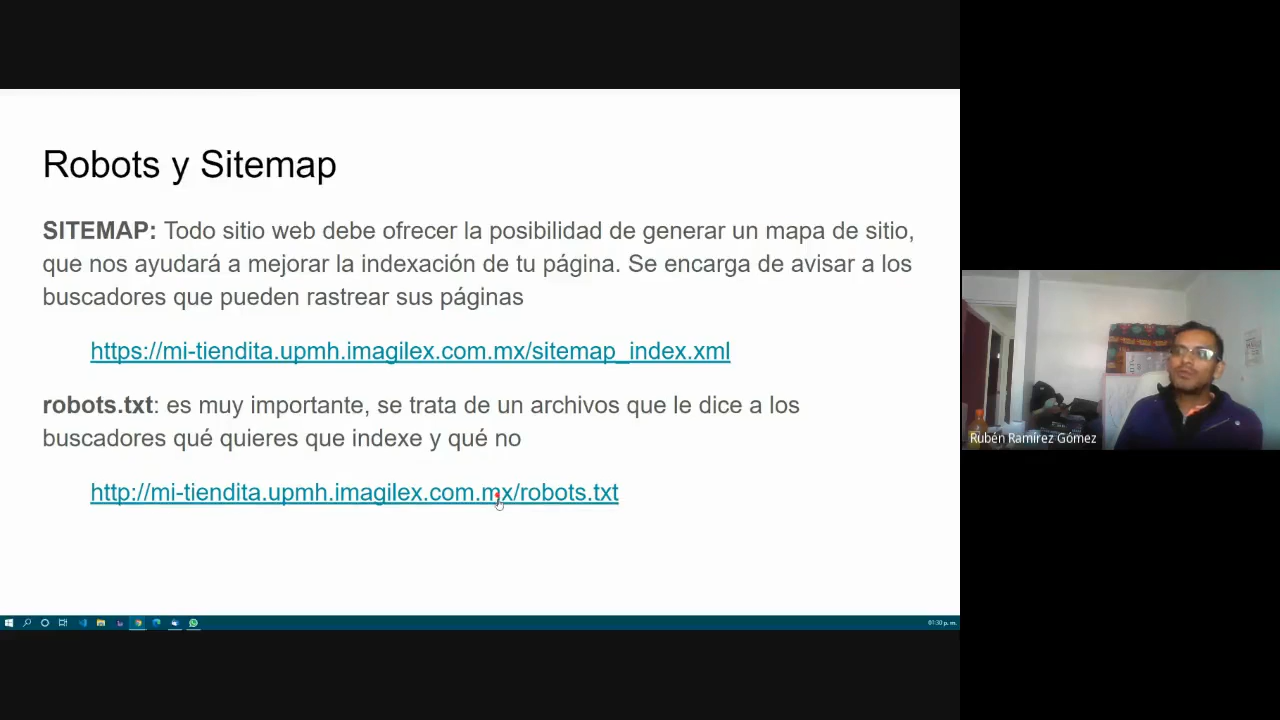 Robots y Sitemap
SITEMAP: Todo sitio web debe ofrecer la posibilidad de generar un mapa de sitio,
que nos ayudará a mejorar la indexación de tu página. Se encarga de avisar a los
buscadores que pueden rastrear sus páginas
https://mi-tiendita.upmh.imagilex.com.mx/sitemap_index.xml
robots.txt: es muy importante, se trata de un archivos que le dice a los
buscadores qué quieres que indexe y qué no
http://mi-tiendita.upmh.imagilex.com.mx/robots.txt
Rubén Ramírez Gómez
01:30 p. m.